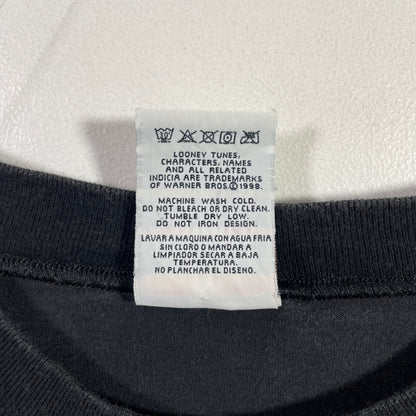 LOONEY TUNES,
CHARACTERS, NAMES
AND ALL RELATED
INDICIA ARE TRADEMARKS
OF WARNER BROS.© 1998.
MACHINE WASH COLD.
DO NOT BLEACH OR DRY CLEAN.
TUMBLE DRY LOW.
DO NOT IRON DESIGN.
LAVAR A MAQUINA CON AGUA FRIA
SIN CLORO O MANDAR A
LIMPIADOR SECAR A BAJA
TEMPERATURA.
NO PLANCHAR EL DISENO.